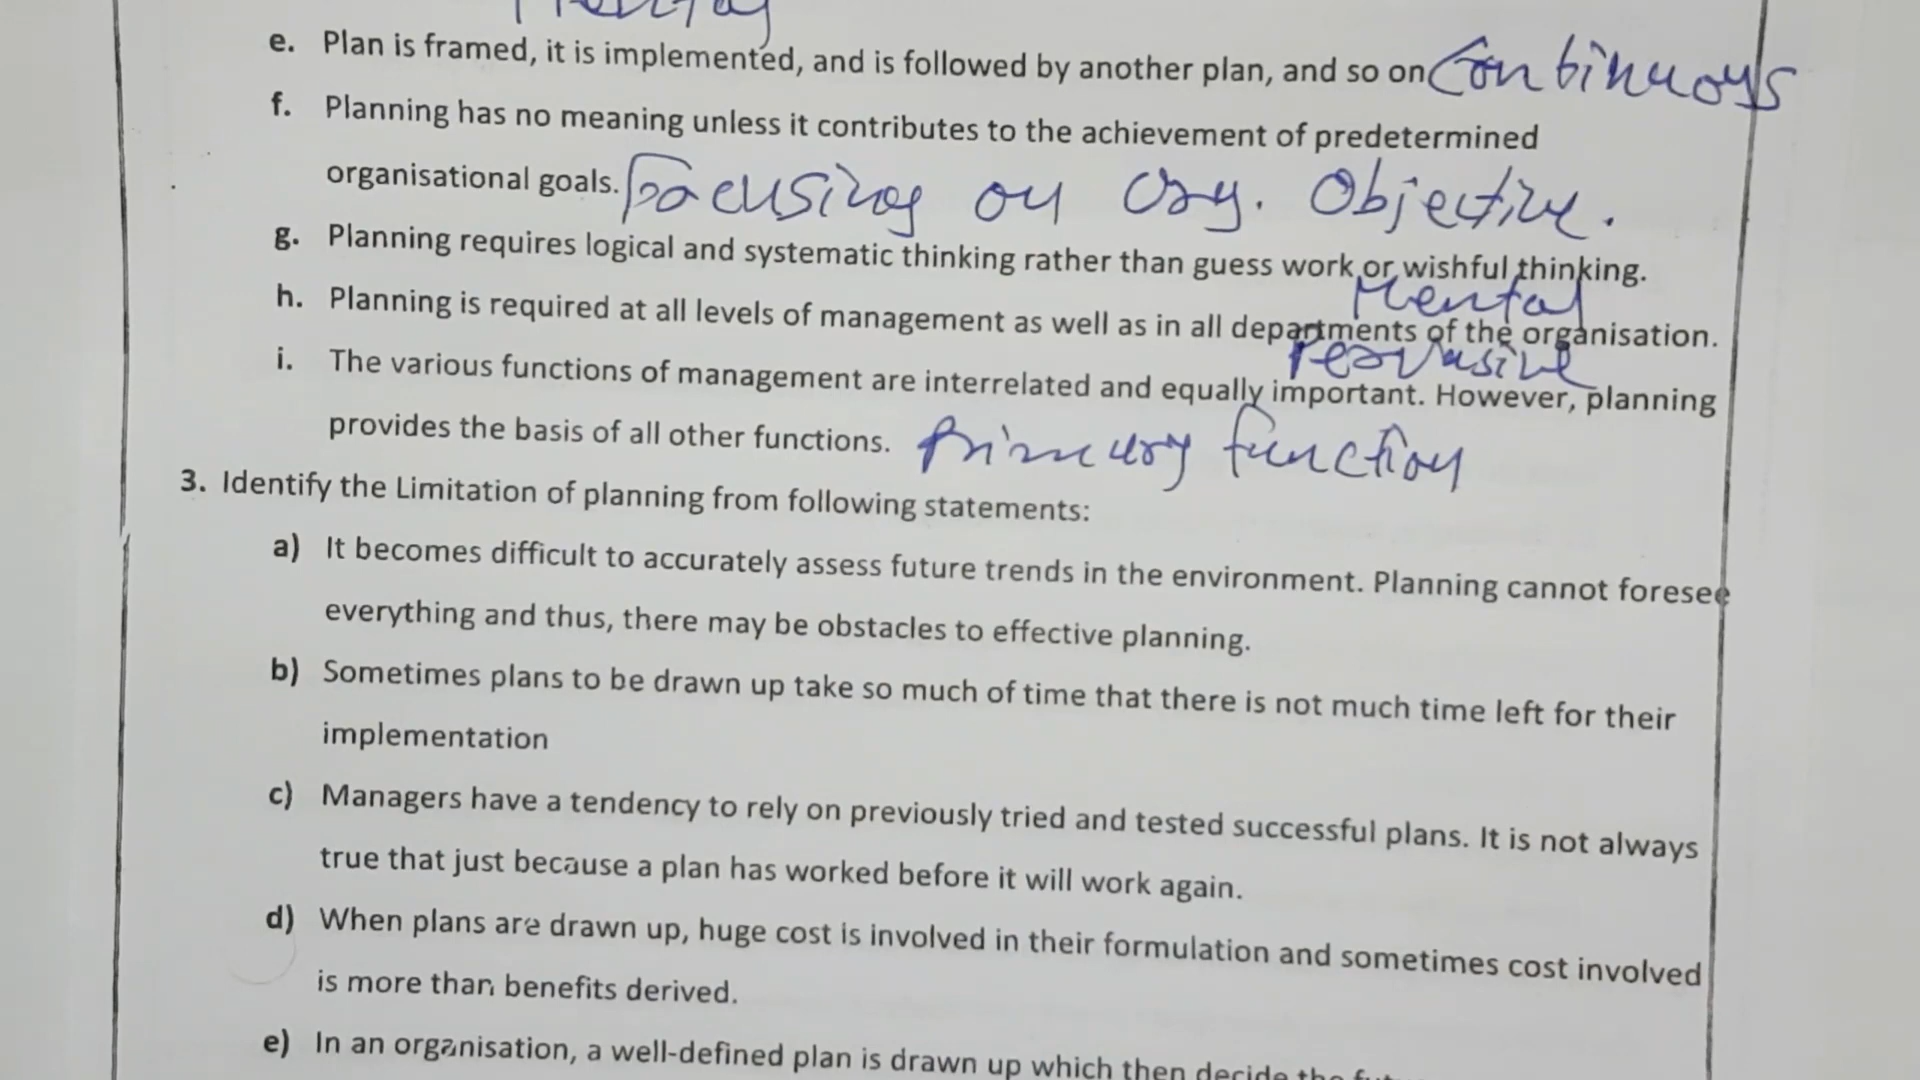 e. Plan is framed, it is implemented, and is followed by another plan, and so on Continuous
f. Planning has no meaning unless it contributes to the achievement of predetermined
organisational goals. Focusing on Org. Objective.
g. Planning requires logical and systematic thinking rather than guess work or wishful thinking.
Mental
h. Planning is required at all levels of management as well as in all departments of the organisation.
Pervasive
i. The various functions of management are interrelated and equally important. However, planning
provides the basis of all other functions. Primary function
3. Identify the Limitation of planning from following statements:
a) It becomes difficult to accurately assess future trends in the environment. Planning cannot foresee
everything and thus, there may be obstacles to effective planning.
b) Sometimes plans to be drawn up take so much of time that there is not much time left for their
implementation
c) Managers have a tendency to rely on previously tried and tested successful plans. It is not always
true that just because a plan has worked before it will work again.
d) When plans are drawn up, huge cost is involved in their formulation and sometimes cost involved
is more than benefits derived.
e) In an organisation, a well-defined plan is drawn up which then decide the